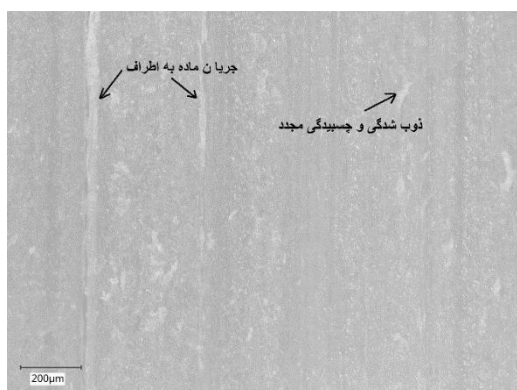 جریا ن ماده به اطراف
ذوب شدگی و چسبیدگی مجدد
200µm